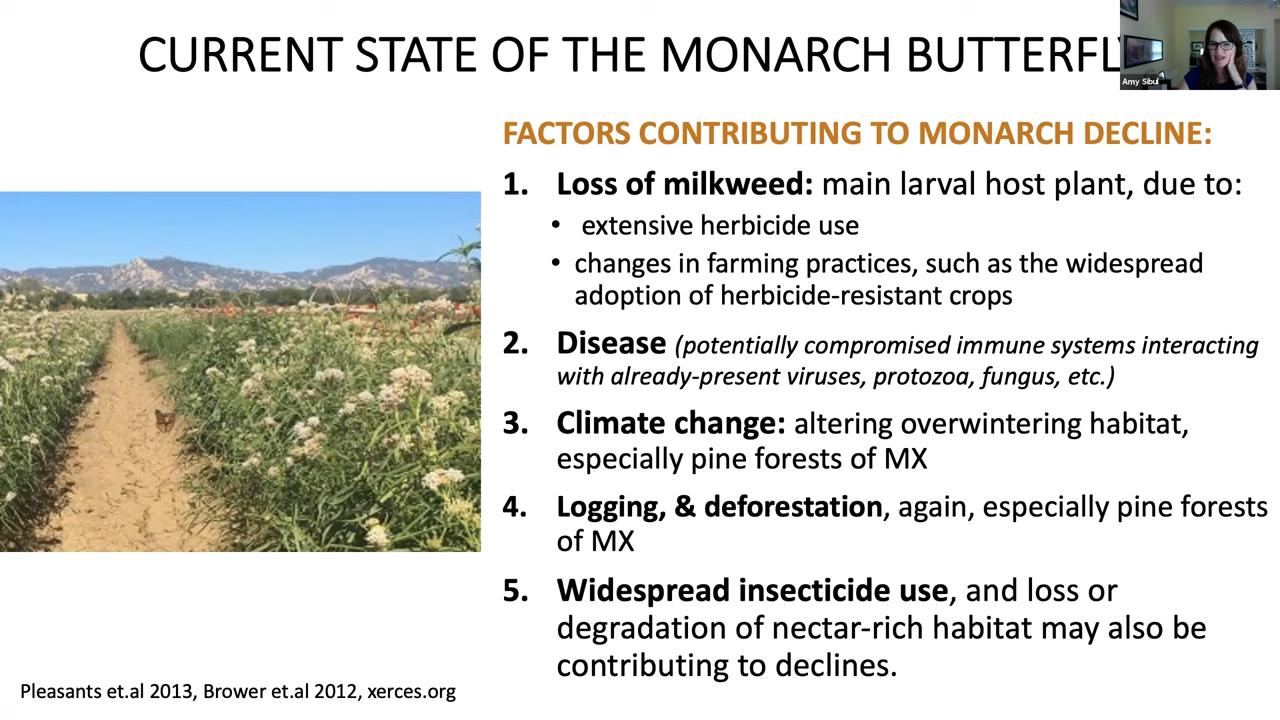 CURRENT STATE OF THE MONARCH BUTTERFLY
Amy Sibul
FACTORS CONTRIBUTING TO MONARCH DECLINE:
1. Loss of milkweed: main larval host plant, due to:
• extensive herbicide use
• changes in farming practices, such as the widespread
adoption of herbicide-resistant crops
2. Disease (potentially compromised immune systems interacting
with already-present viruses, protozoa, fungus, etc.)
3. Climate change: altering overwintering habitat,
especially pine forests of MX
4. Logging, & deforestation, again, especially pine forests
of MX
5. Widespread insecticide use, and loss or
degradation of nectar-rich habitat may also be
contributing to declines.
Pleasants et.al 2013, Brower et.al 2012, xerces.org